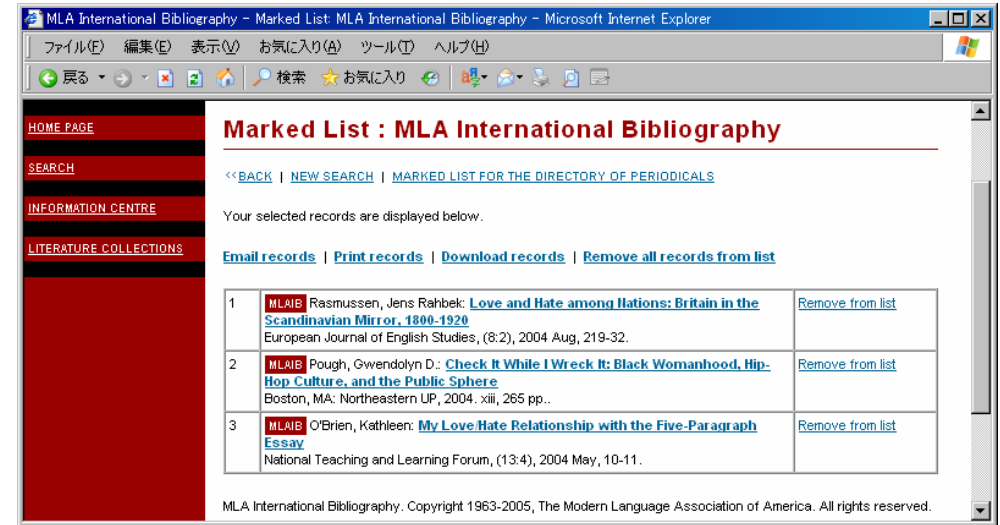 MLA International Bibliography - Marked List: MLA International Bibliography - Microsoft Internet Explorer
ファイル(F) 編集(E) 表示(V) お気に入り(A) ツール(T) ヘルプ(H)
戻る 検索 お気に入り
HOME PAGE
SEARCH
INFORMATION CENTRE
LITERATURE COLLECTIONS
Marked List : MLA International Bibliography
<<BACK | NEW SEARCH | MARKED LIST FOR THE DIRECTORY OF PERIODICALS
Your selected records are displayed below.
Email records | Print records | Download records | Remove all records from list
1 MLAIB Rasmussen, Jens Rahbek: Love and Hate among Nations: Britain in the Remove from list
Scandinavian Mirror, 1800-1920
European Journal of English Studies, (8:2), 2004 Aug, 219-32.
2 MLAIB Pough, Gwendolyn D.: Check It While I Wreck It: Black Womanhood, Hip- Remove from list
Hop Culture, and the Public Sphere
Boston, MA: Northeastern UP, 2004. xiii, 265 pp..
3 MLAIB O'Brien, Kathleen: My Love/Hate Relationship with the Five-Paragraph Remove from list
Essay
National Teaching and Learning Forum, (13:4), 2004 May, 10-11.
MLA International Bibliography. Copyright 1963-2005, The Modern Language Association of America. All rights reserved.